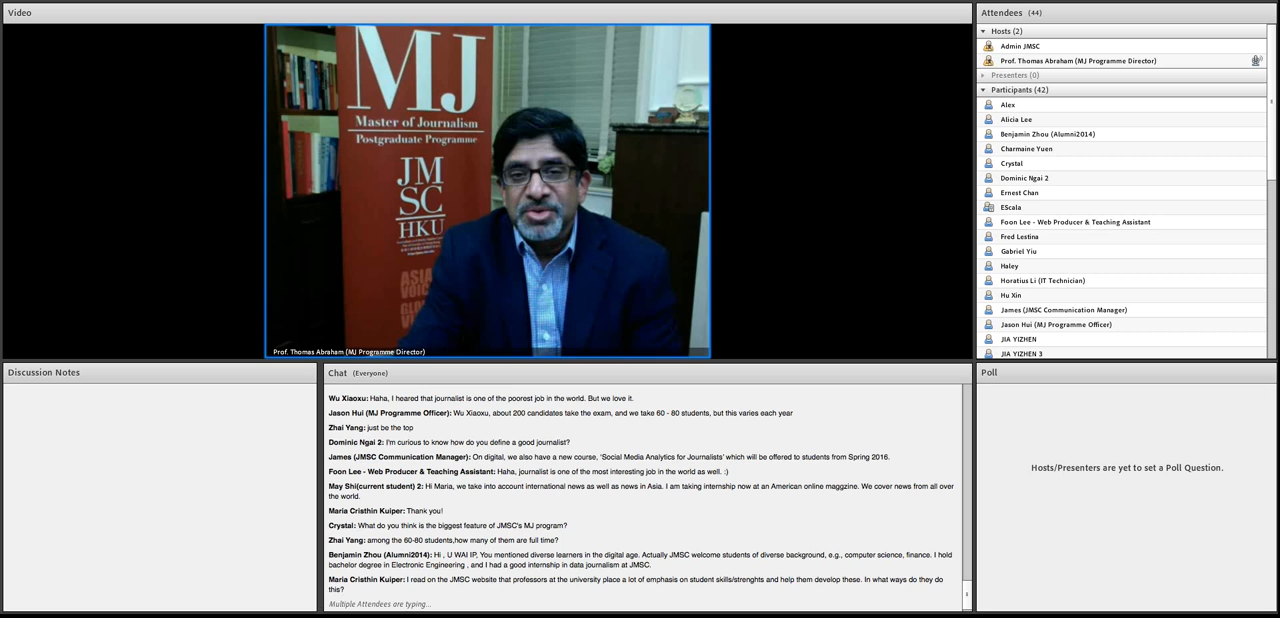 Video
MJ
Master of Journalism
Postgraduate Programme
JM
SC
HKU
ASIA
VOIC
GLO
Prof. Thomas Abraham (MJ Programme Director)
Attendees (44)
Hosts (2)
Admin JMSC
Prof. Thomas Abraham (MJ Programme Director)
Presenters (0)
Participants (42)
Alex
Alicia Lee
Benjamin Zhou (Alumni2014)
Charmaine Yuen
Crystal
Dominic Ngai 2
Ernest Chan
EScala
Foon Lee - Web Producer & Teaching Assistant
Fred Lestina
Gabriel Yiu
Haley
Horatius Li (IT Technician)
Hu Xin
James (JMSC Communication Manager)
Jason Hui (MJ Programme Officer)
JIA YIZHEN
JIA YIZHEN 3
Discussion Notes
Chat (Everyone)
Wu Xiaoxu: Haha, I heared that journalist is one of the poorest job in the world. But we love it.
Jason Hui (MJ Programme Officer): Wu Xiaoxu, about 200 candidates take the exam, and we take 60 - 80 students, but this varies each year
Zhai Yang: just be the top
Dominic Ngai 2: I'm curious to know how do you define a good journalist?
James (JMSC Communication Manager): On digital, we also have a new course, 'Social Media Analytics for Journalists' which will be offered to students from Spring 2016.
Foon Lee - Web Producer & Teaching Assistant: Haha, journalist is one of the most interesting job in the world as well. :)
May Shi(current student) 2: Hi Maria, we take into account international news as well as news in Asia. I am taking internship now at an American online maggzine. We cover news from all over
the world.
Maria Cristhin Kuiper: Thank you!
Crystal: What do you think is the biggest feature of JMSC's MJ program?
Zhai Yang: among the 60-80 students,how many of them are full time?
Benjamin Zhou (Alumni2014): Hi , U WAI IP, You mentioned diverse learners in the digital age. Actually JMSC welcome students of diverse background, e.g., computer science, finance. I hold
bachelor degree in Electronic Engineering , and I had a good internship in data journalism at JMSC.
Maria Cristhin Kuiper: I read on the JMSC website that professors at the university place a lot of emphasis on student skills/strenghts and help them develop these. In what ways do they do
this?
Multiple Attendees are typing...
Poll
Hosts/Presenters are yet to set a Poll Question.